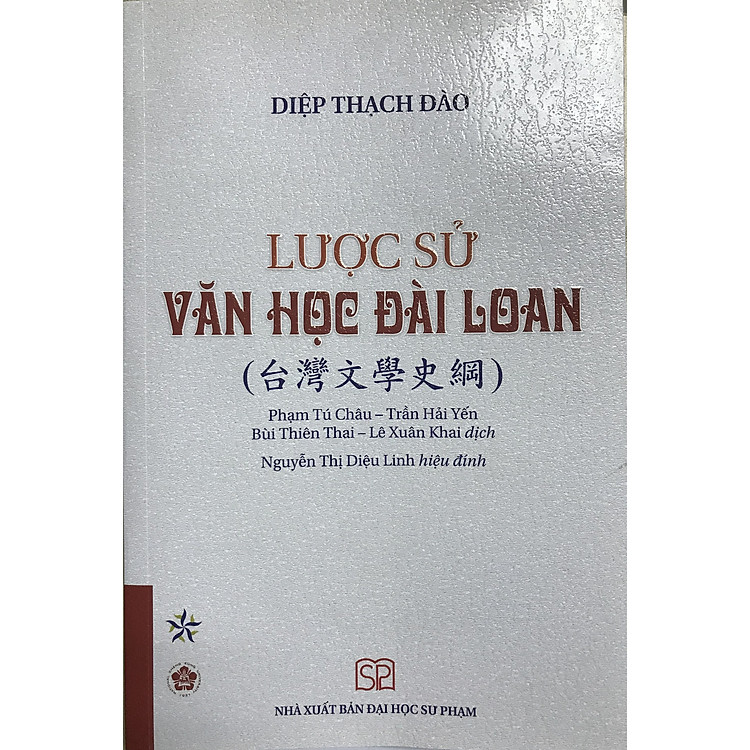 DIỆP THẠCH ĐÀO
LƯỢC SỬ
VĂN HỌC ĐÀI LOAN
(台灣文學史綱)
Phạm Tú Châu – Trần Hải Yến
Bùi Thiên Thai – Lê Xuân Khai dịch
Nguyễn Thị Diệu Linh hiệu đính
SP
NHÀ XUẤT BẢN ĐẠI HỌC SƯ PHẠM